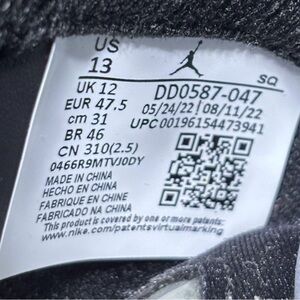 US
13
SQ
UK 12
DD0587-047
EUR 47.5
05/24/22 | 08/11/22
cm 31
UPC 00196154473941
BR 46
CN 310(2.5)
0466R9MTVJ0DY
MADE IN CHINA
HECHO EN CHINA
FABRIQUE EN CHINE
FABRICADO NA CHINA
This product is covered by one or more patents:
www.nike.com/patentsvirtualmarking